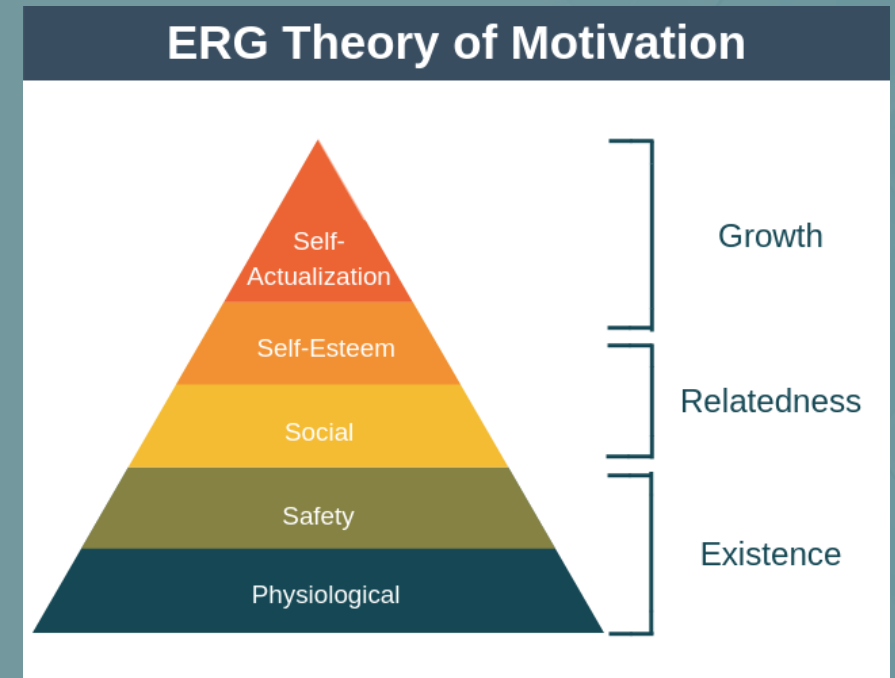 ERG Theory of Motivation
Self-
Actualization
Self-Esteem
Social
Safety
Physiological
Growth
Relatedness
Existence